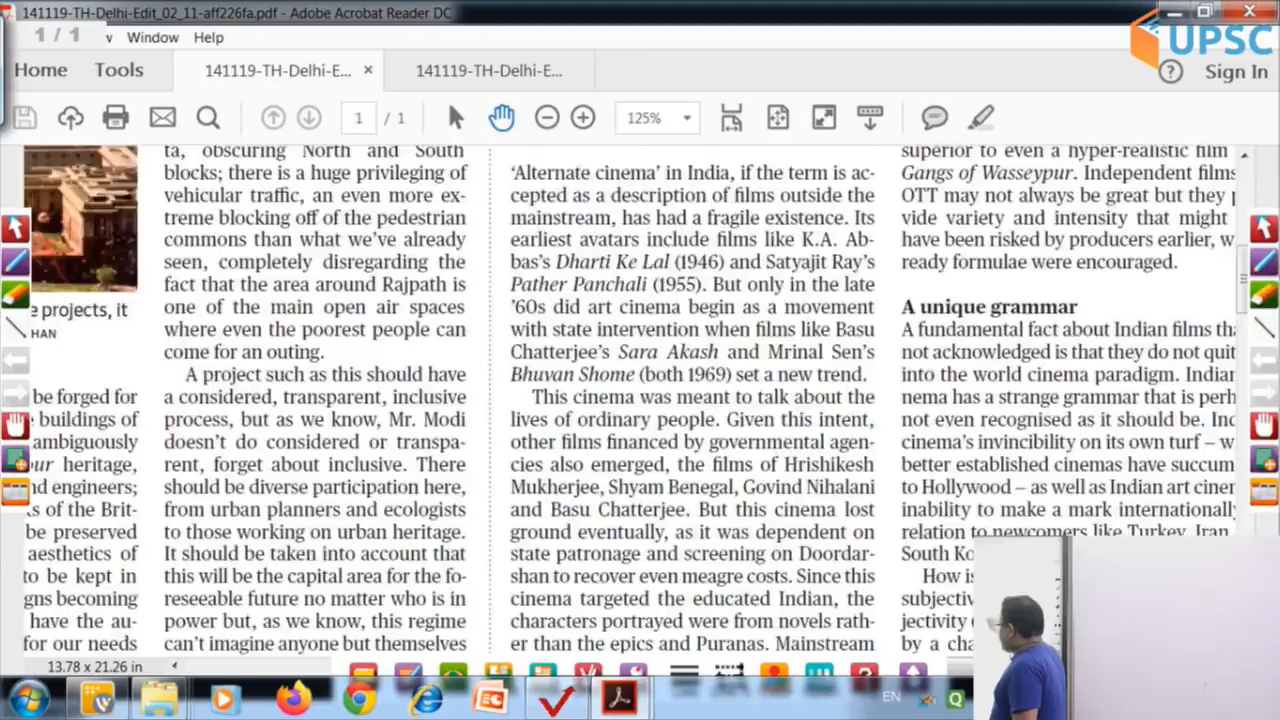 141119-TH-Delhi-Edit_02_11-aff226fa.pdf - Adobe Acrobat Reader DC
1 / 1
Window Help
UPSC
Home Tools
141119-TH-Delhi-E... ×
141119-TH-Delhi-E...
Sign In
1 / 1
125%
e projects, it
HAN
be forged for
buildings of
ambiguously
our heritage,
nd engineers;
s of the Brit-
be preserved
aesthetics of
to be kept in
gns becoming
have the au-
for our needs
ta, obscuring North and South
blocks; there is a huge privileging of
vehicular traffic, an even more ex-
treme blocking off of the pedestrian
commons than what we've already
seen, completely disregarding the
fact that the area around Rajpath is
one of the main open air spaces
where even the poorest people can
come for an outing.
A project such as this should have
a considered, transparent, inclusive
process, but as we know, Mr. Modi
doesn't do considered or transpa-
rent, forget about inclusive. There
should be diverse participation here,
from urban planners and ecologists
to those working on urban heritage.
It should be taken into account that
this will be the capital area for the fo-
reseeable future no matter who is in
power but, as we know, this regime
can't imagine anyone but themselves
'Alternate cinema' in India, if the term is ac-
cepted as a description of films outside the
mainstream, has had a fragile existence. Its
earliest avatars include films like K.A. Ab-
bas's Dharti Ke Lal (1946) and Satyajit Ray's
Pather Panchali (1955). But only in the late
'60s did art cinema begin as a movement
with state intervention when films like Basu
Chatterjee's Sara Akash and Mrinal Sen's
Bhuvan Shome (both 1969) set a new trend.
This cinema was meant to talk about the
lives of ordinary people. Given this intent,
other films financed by governmental agen-
cies also emerged, the films of Hrishikesh
Mukherjee, Shyam Benegal, Govind Nihalani
and Basu Chatterjee. But this cinema lost
ground eventually, as it was dependent on
state patronage and screening on Doordar-
shan to recover even meagre costs. Since this
cinema targeted the educated Indian, the
characters portrayed were from novels rath-
er than the epics and Puranas. Mainstream
superior to even a hyper-realistic film
Gangs of Wasseypur. Independent films
OTT may not always be great but they p
vide variety and intensity that might
have been risked by producers earlier, w
ready formulae were encouraged.
A unique grammar
A fundamental fact about Indian films tha
not acknowledged is that they do not quit
into the world cinema paradigm. Indian
nema has a strange grammar that is perh
not even recognised as it should be. Ind
cinema's invincibility on its own turf – w
better established cinemas have succum
to Hollywood – as well as Indian art ciner
inability to make a mark internationally
relation to newcomers like Turkey, Iran
South Ko
How is
subjectiv
jectivity
by a cha
13.78 x 21.26 in
EN